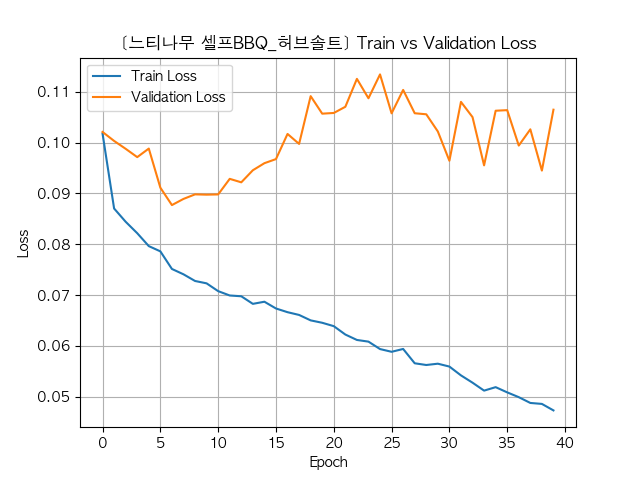 [느티나무 셀프BBQ_허브솔트] Train vs Validation Loss
Train Loss
Validation Loss
0.11
0.10
0.09
0.08
0.07
0.06
0.05
Loss
0 5 10 15 20 25 30 35 40
Epoch